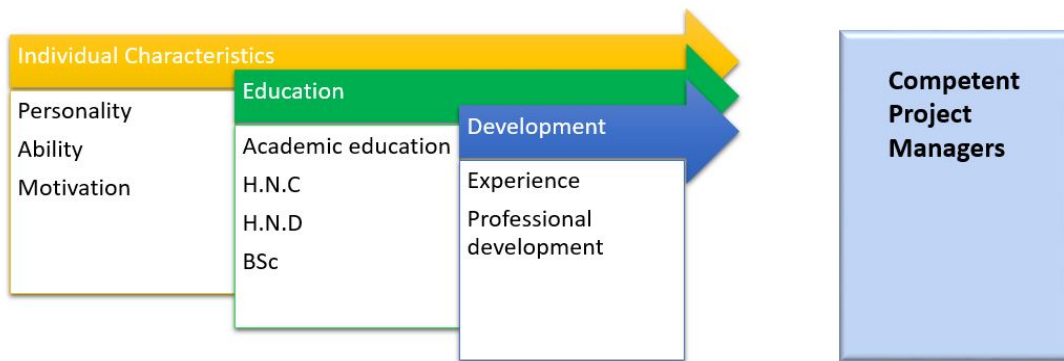 Individual Characteristics
Personality
Ability
Motivation
Education
Academic education
H.N.C
H.N.D
BSc
Development
Experience
Professional
development
Competent
Project
Managers